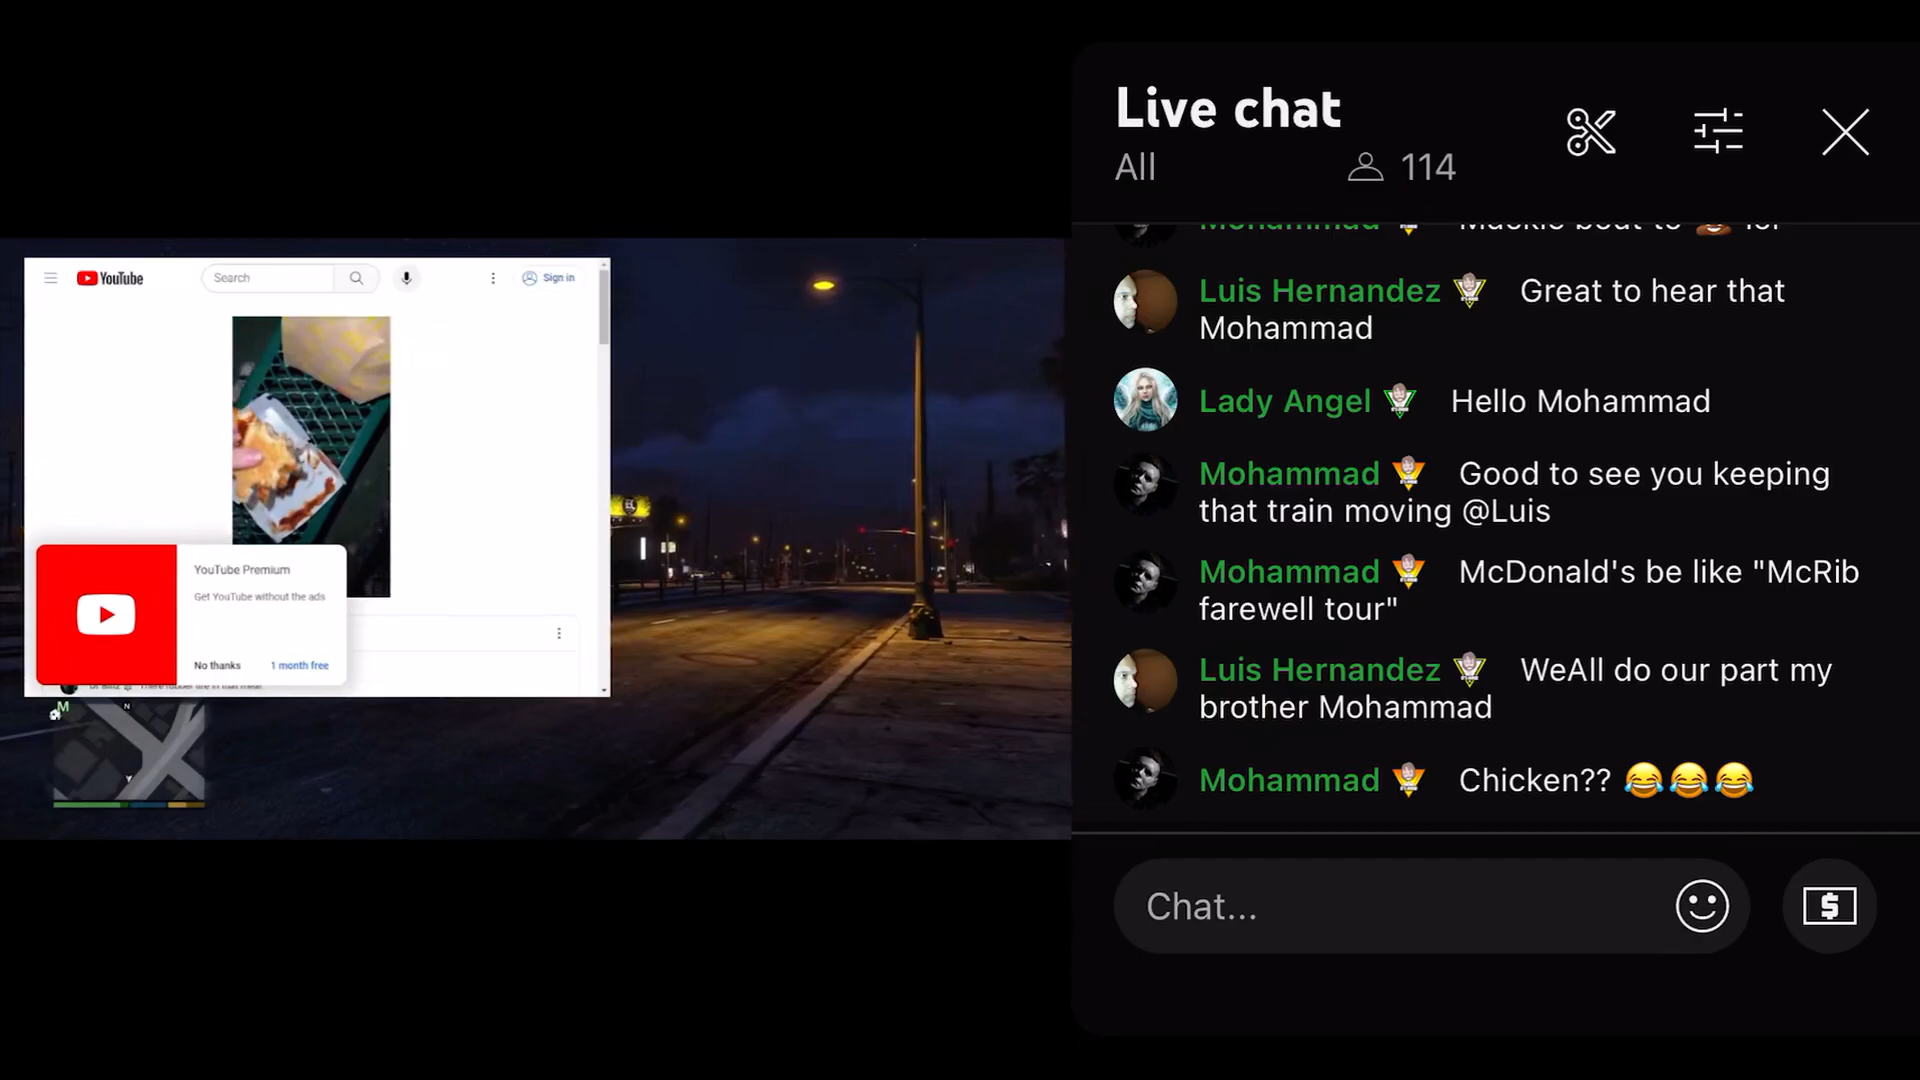 YouTube
Search
Sign in
YouTube Premium
Get YouTube without the ads
No thanks
1 month free
M
N
Live chat
All
114
Mohammad
Luis Hernandez Great to hear that
Mohammad
Lady Angel Hello Mohammad
Mohammad Good to see you keeping
that train moving @Luis
Mohammad McDonald's be like "McRib
farewell tour"
Luis Hernandez WeAll do our part my
brother Mohammad
Mohammad Chicken?? 😂😂😂
Chat...